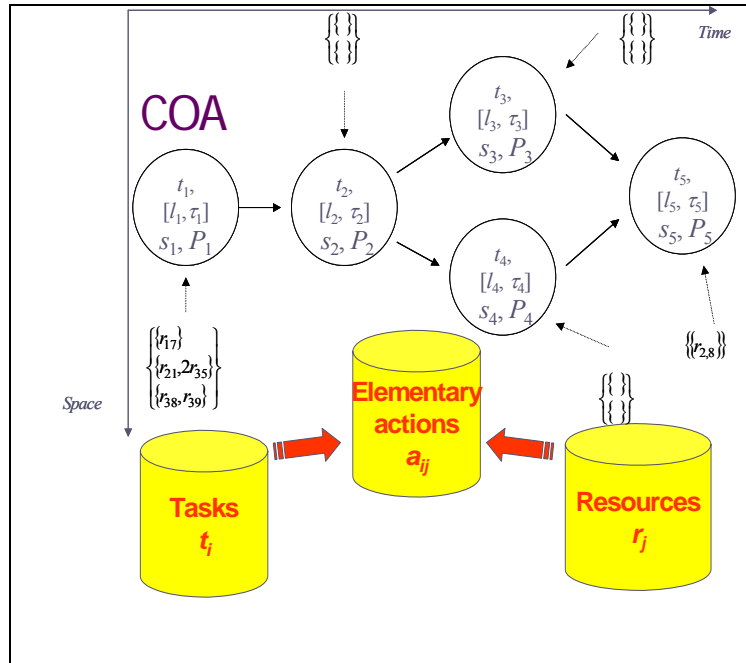 Time
{{ }
{ }}
{{ }
{ }}
COA
t3,
[l3, τ3]
s3, P3
t1,
[l1, τ1]
s1, P1
t2,
[l2, τ2]
s2, P2
t5,
[l5, τ5]
s5, P5
t4,
[l4, τ4]
s4, P4
{{r17}
{r21,2r35}
{r38, r39}}
{{r2,8}}
{{ }
{ }}
Space
Elementary
actions
aij
Tasks
ti
Resources
rj